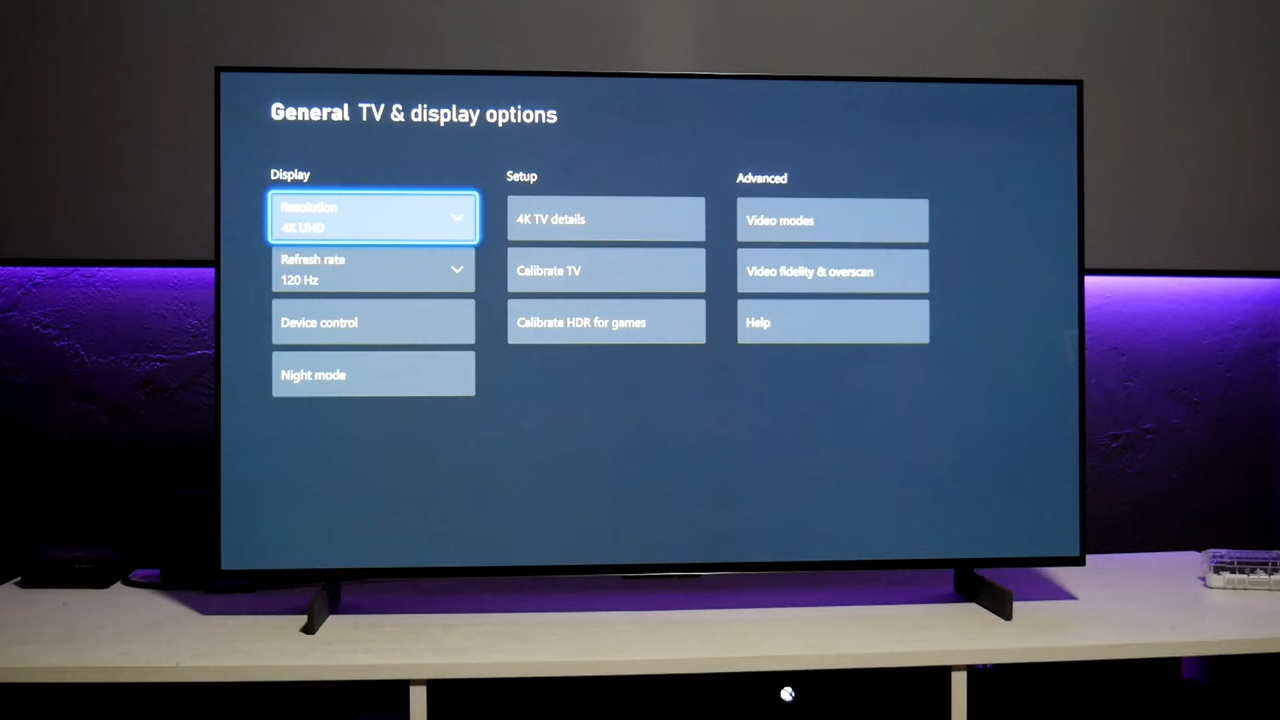 General TV & display options
Display
Resolution
4K UHD
Refresh rate
120 Hz
Device control
Night mode
Setup
4K TV details
Calibrate TV
Calibrate HDR for games
Advanced
Video modes
Video fidelity & overscan
Help